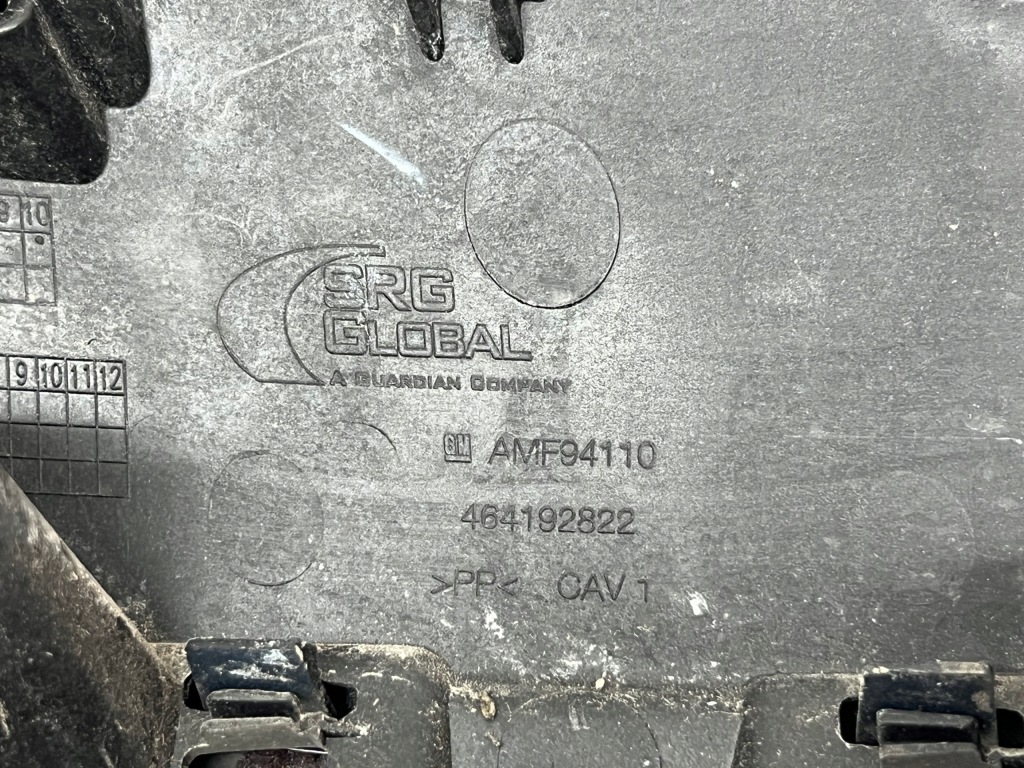 9 10
SRG
GLOBAL
A GUARDIAN COMPANY
9 10 11 12
GM AMF94110
464192822
>PP< CAV 1